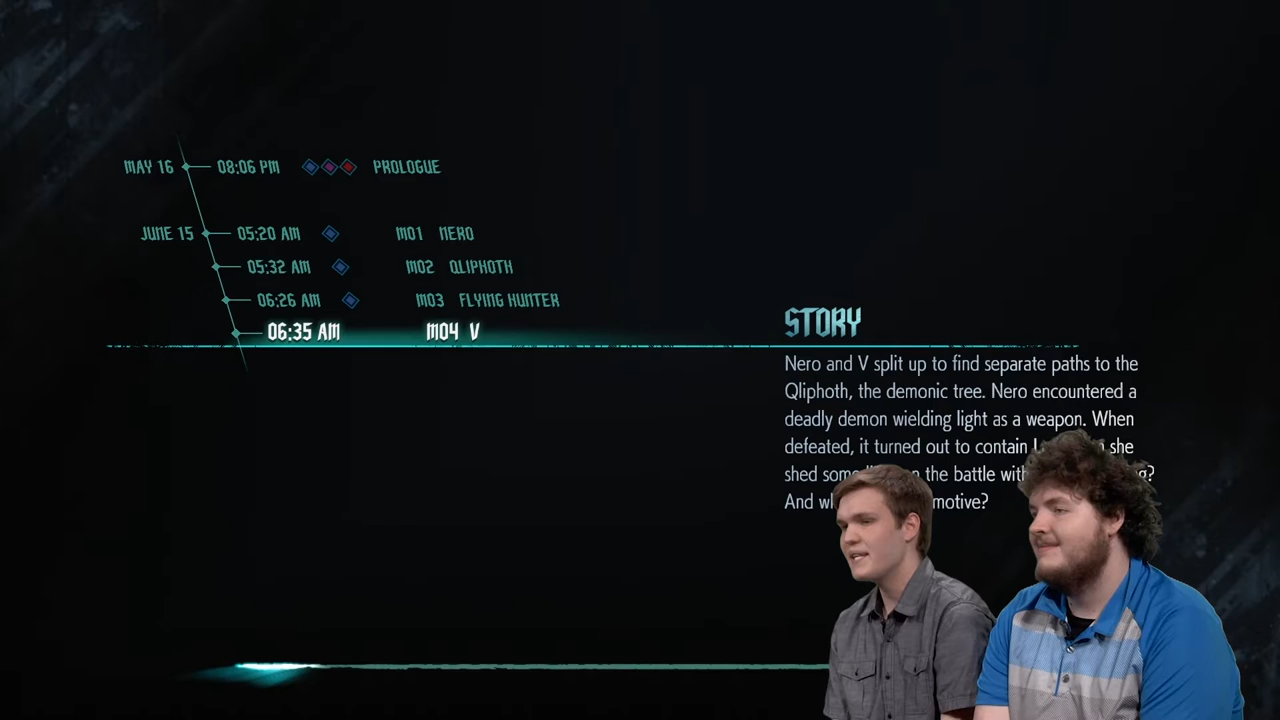 MAY 16 08:06 PM PROLOGUE
JUNE 15 05:20 AM M01 NERO
05:32 AM M02 QLIPHOTH
06:26 AM M03 FLYING HUNTER
06:35 AM M04 V
STORY
Nero and V split up to find separate paths to the
Qliphoth, the demonic tree. Nero encountered a
deadly demon wielding light as a weapon. When
defeated, it turned out to contain she
shed the battle with
And motive?